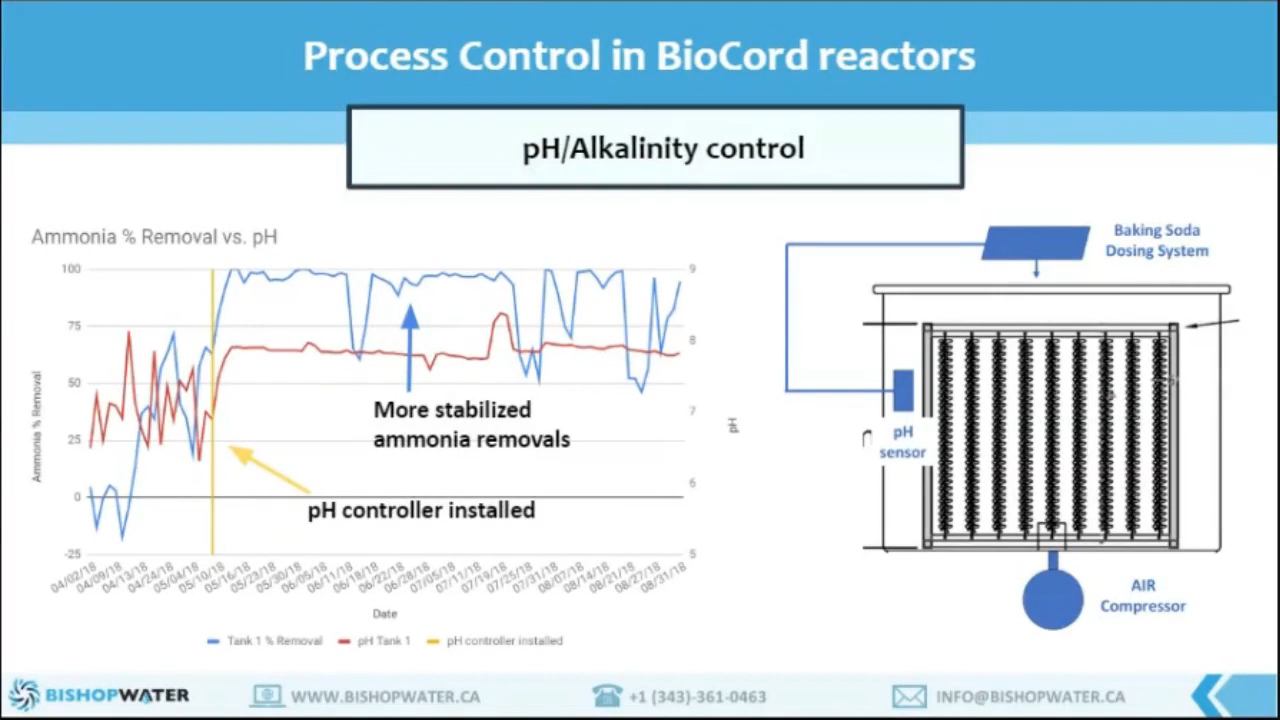 Process Control in BioCord reactors
pH/Alkalinity control
Ammonia % Removal vs. pH
100
75
50
25
0
-25
Ammonia % Removal
9
8
7
6
5
pH
More stabilized
ammonia removals
pH controller installed
04/02/18
04/09/18
04/13/18
04/24/18
05/04/18
05/10/18
05/16/18
05/23/18
05/30/18
06/05/18
06/11/18
06/18/18
06/22/18
06/28/18
07/05/18
07/11/18
07/19/18
07/25/18
07/31/18
08/07/18
08/14/18
08/21/18
08/27/18
08/31/18
Date
Tank 1 % Removal
pH Tank 1
pH controller installed
Baking Soda
Dosing System
pH
sensor
AIR
Compressor
BISHOPWATER
WWW.BISHOPWATER.CA
+1 (343)-361-0463
INFO@BISHOPWATER.CA